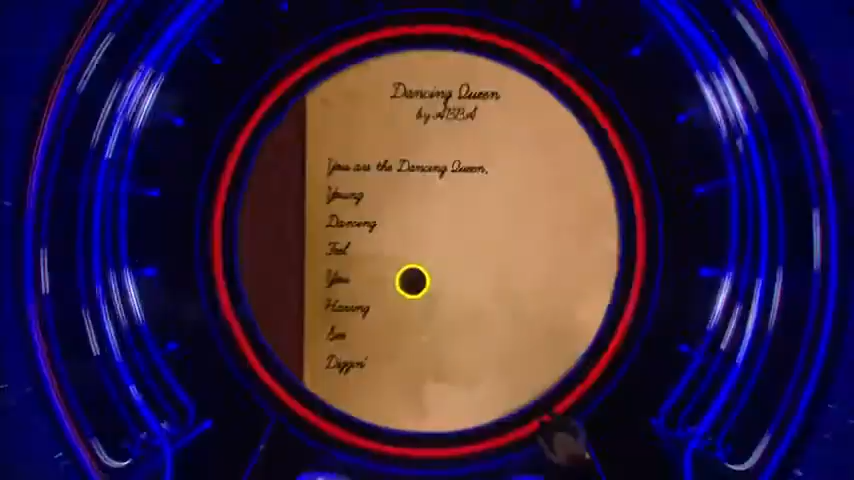 Dancing Queen
by ABBA
You are the Dancing Queen,
Young
Dancing
Feel
You
Having
See
Diggin'